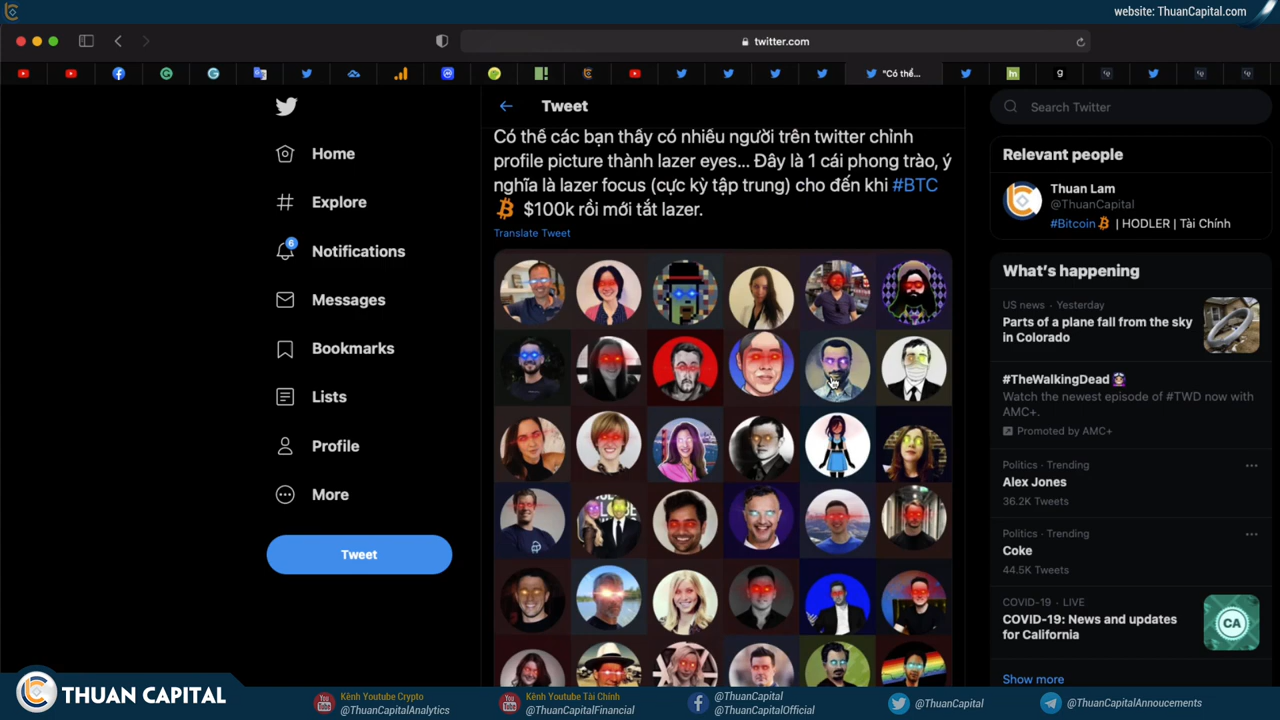 website: ThuanCapital.com
twitter.com
"Có thể...
Tweet
Search Twitter
Home
Explore
6
Notifications
Messages
Bookmarks
Lists
Profile
More
Tweet
Có thể các bạn thấy có nhiều người trên twitter chỉnh
profile picture thành lazer eyes... Đây là 1 cái phong trào, ý
nghĩa là lazer focus (cực kỳ tập trung) cho đến khi #BTC
$100k rồi mới tắt lazer.
Translate Tweet
Relevant people
Thuan Lam
@ThuanCapital
#Bitcoin | HODLER | Tài Chính
What's happening
US news · Yesterday
Parts of a plane fall from the sky
in Colorado
#TheWalkingDead
Watch the newest episode of #TWD now with
AMC+.
Promoted by AMC+
Politics · Trending
Alex Jones
36.2K Tweets
Politics · Trending
Coke
44.5K Tweets
COVID-19 · LIVE
COVID-19: News and updates
for California
CA
Show more
THUAN CAPITAL
Kênh Youtube Crypto
@ThuanCapitalAnalytics
Kênh Youtube Tài Chính
@ThuanCapitalFinancial
@ThuanCapital
@ThuanCapitalOfficial
@ThuanCapital
@ThuanCapitalAnnoucements